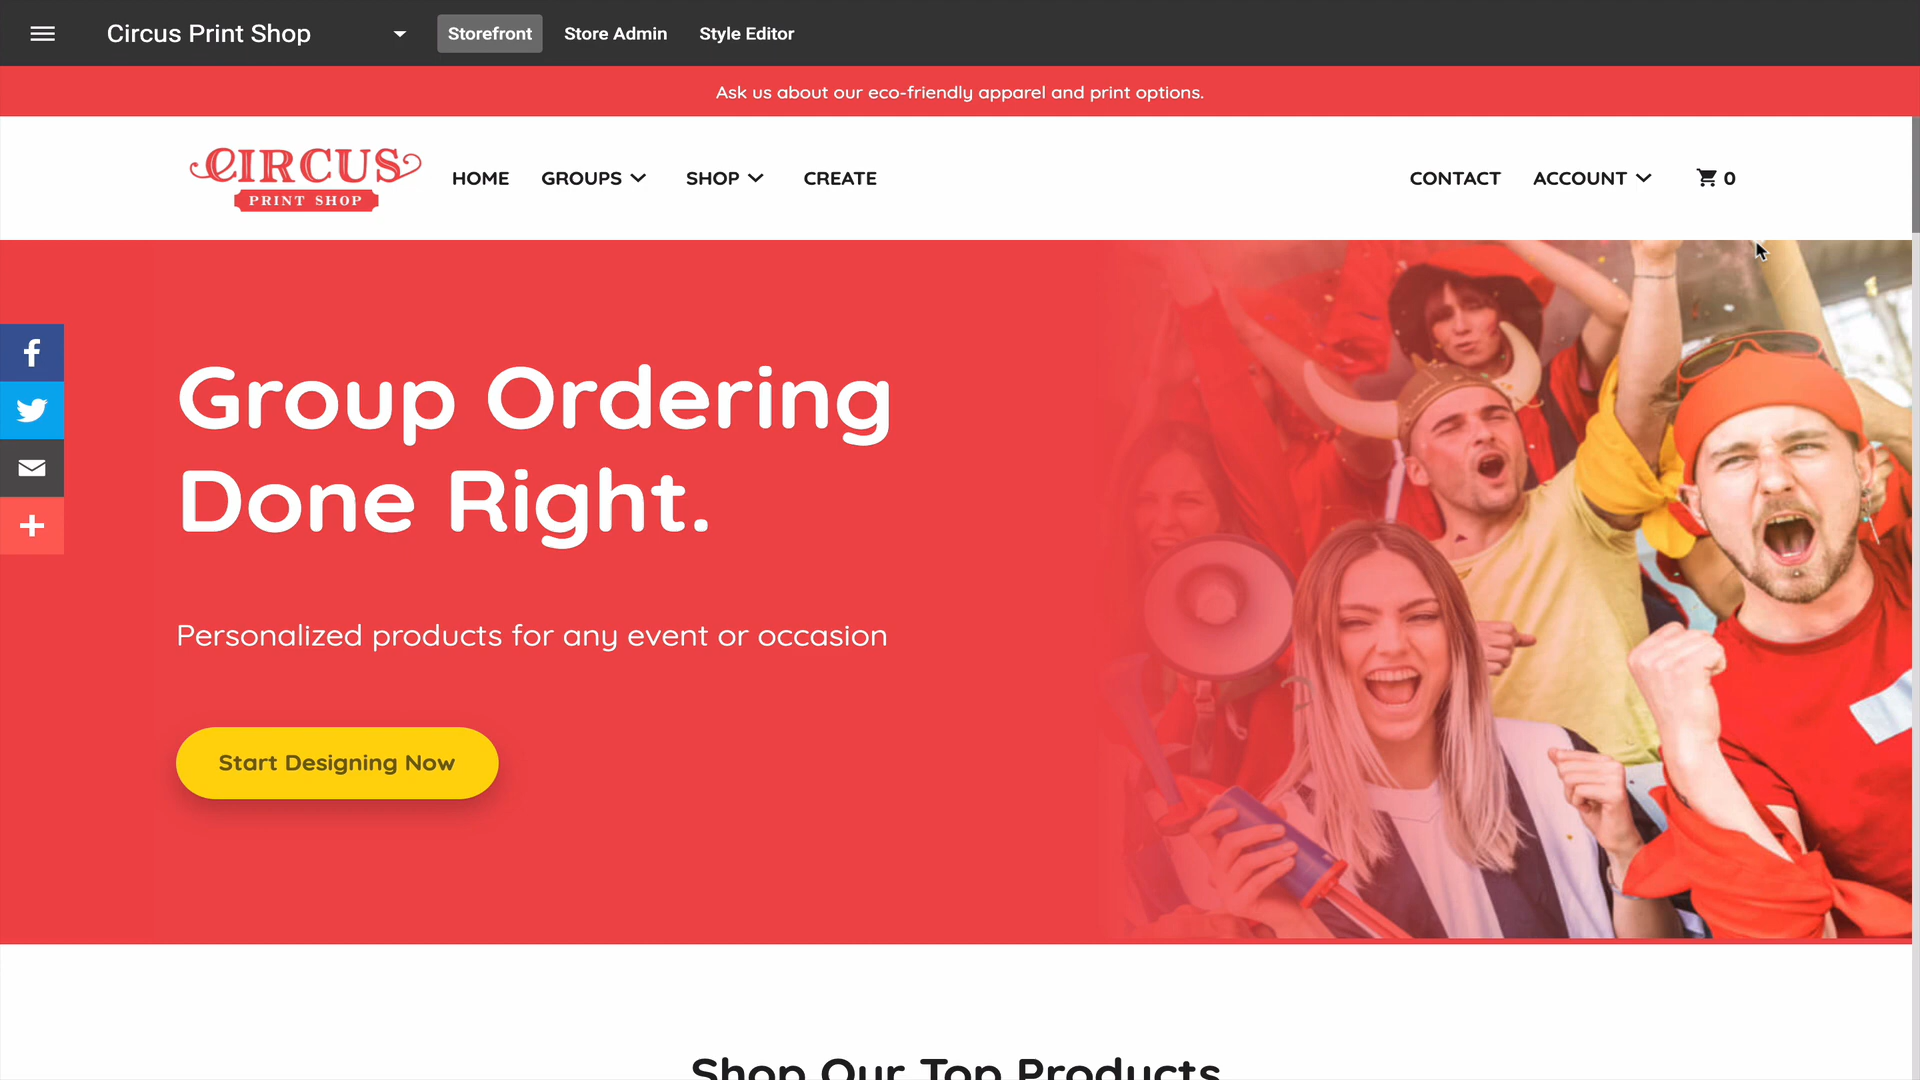 Circus Print Shop
Storefront
Store Admin
Style Editor
Ask us about our eco-friendly apparel and print options.
CIRCUS
PRINT SHOP
HOME
GROUPS
SHOP
CREATE
CONTACT
ACCOUNT
0
Group Ordering
Done Right.
Personalized products for any event or occasion
Start Designing Now
Shop Our Top Products